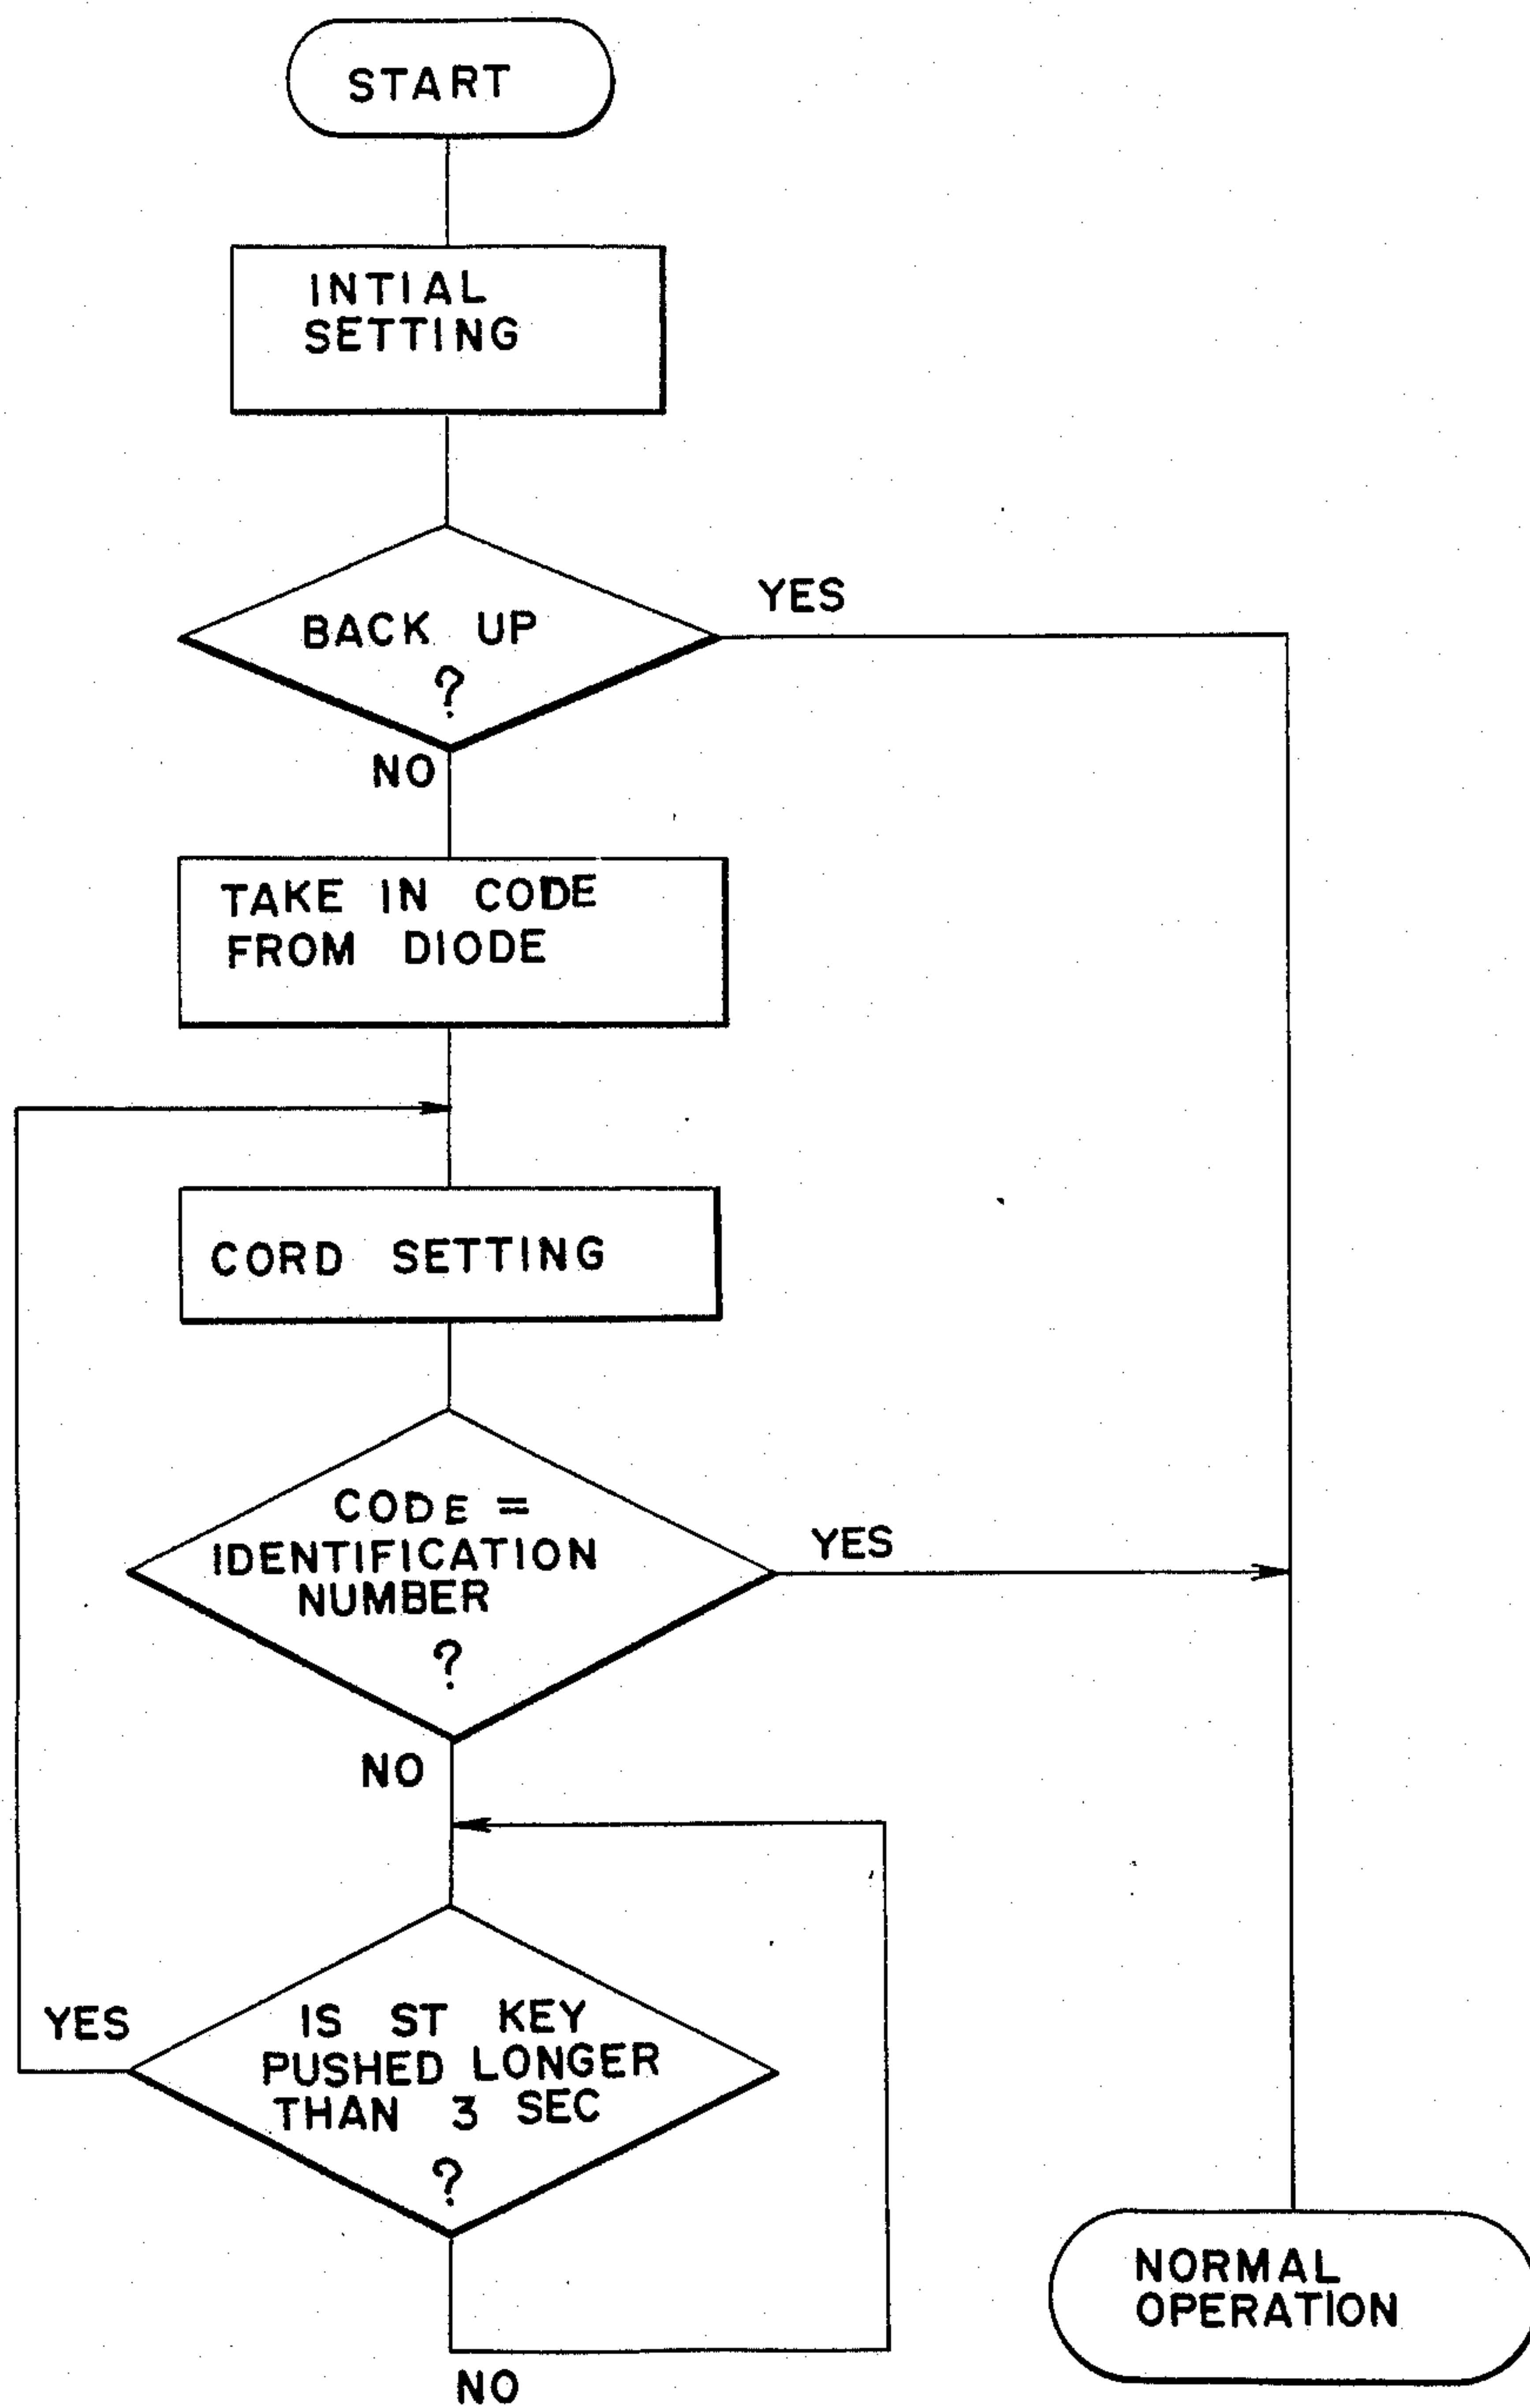 START
INTIAL
SETTING
BACK UP
?
YES
NO
TAKE IN CODE
FROM DIODE
CORD SETTING
CODE =
IDENTIFICATION
NUMBER
?
YES
NO
IS ST KEY
PUSHED LONGER
THAN 3 SEC
?
YES
NO
NORMAL
OPERATION